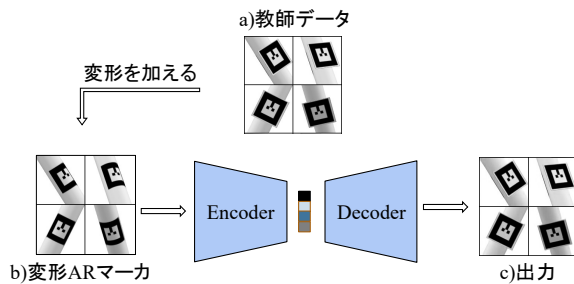 a)教師データ
変形を加える
Encoder
Decoder
b)変形ARマーカ
c)出力